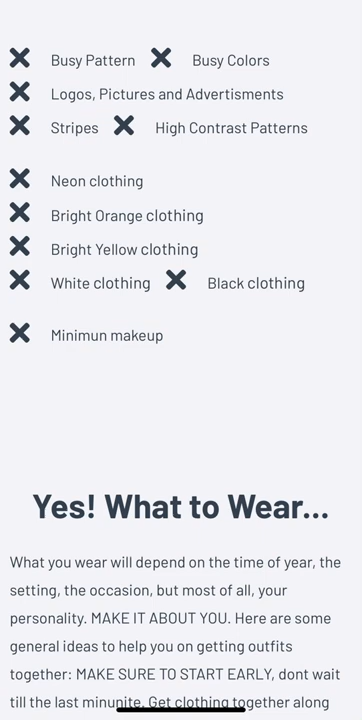 Busy Pattern Busy Colors
Logos, Pictures and Advertisments
Stripes High Contrast Patterns
Neon clothing
Bright Orange clothing
Bright Yellow clothing
White clothing Black clothing
Minimun makeup
Yes! What to Wear...
What you wear will depend on the time of year, the
setting, the occasion, but most of all, your
personality. MAKE IT ABOUT YOU. Here are some
general ideas to help you on getting outfits
together: MAKE SURE TO START EARLY, dont wait
till the last minunite. Get clothing together along